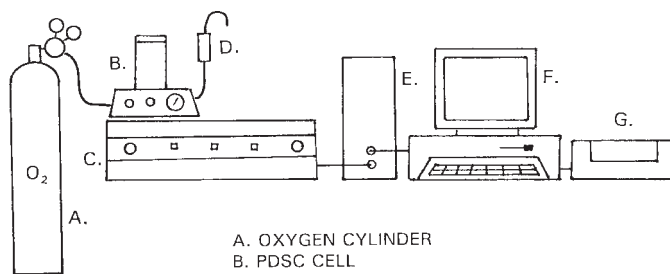 B.
D.
E.
F.
G.
C.
O2
A.
A. OXYGEN CYLINDER
B. PDSC CELL